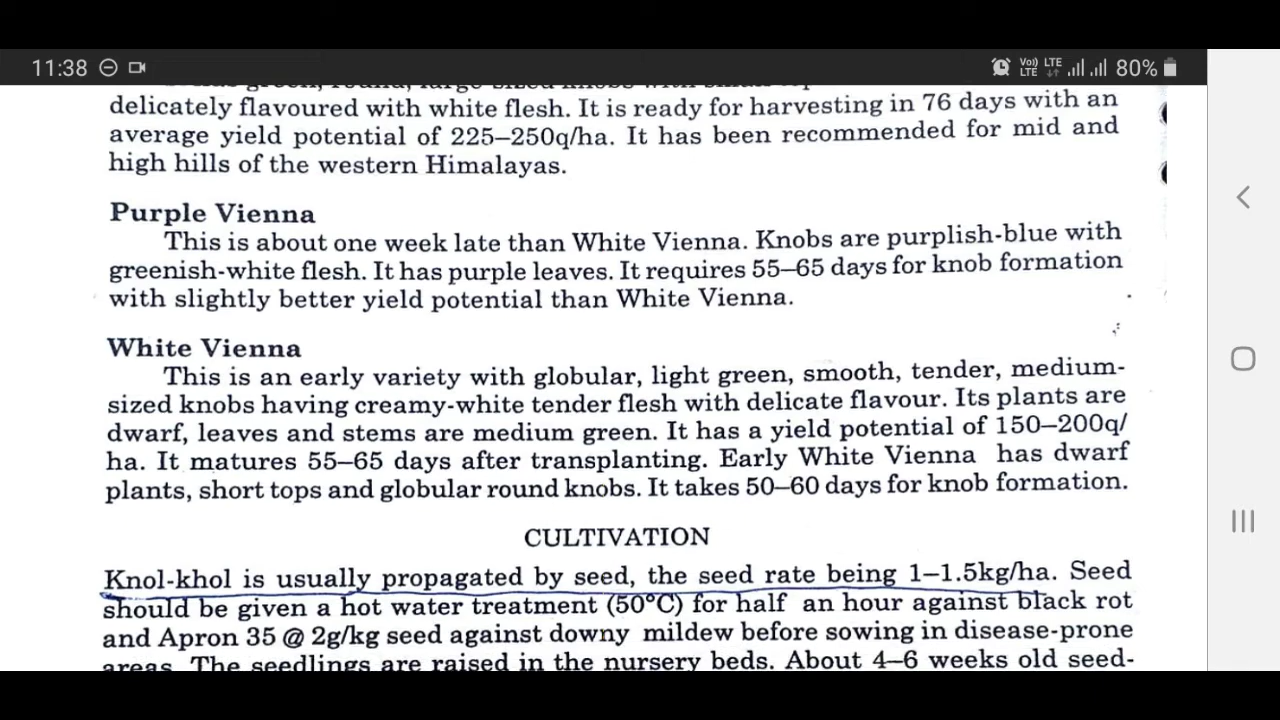 11:38 Vo) LTE LTE 80%
delicately flavoured with white flesh. It is ready for harvesting in 76 days with an
average yield potential of 225–250q/ha. It has been recommended for mid and
high hills of the western Himalayas.
Purple Vienna
This is about one week late than White Vienna. Knobs are purplish-blue with
greenish-white flesh. It has purple leaves. It requires 55–65 days for knob formation
with slightly better yield potential than White Vienna.
White Vienna
This is an early variety with globular, light green, smooth, tender, medium-
sized knobs having creamy-white tender flesh with delicate flavour. Its plants are
dwarf, leaves and stems are medium green. It has a yield potential of 150–200q/
ha. It matures 55–65 days after transplanting. Early White Vienna has dwarf
plants, short tops and globular round knobs. It takes 50–60 days for knob formation.
CULTIVATION
Knol-khol is usually propagated by seed, the seed rate being 1–1.5kg/ha. Seed
should be given a hot water treatment (50°C) for half an hour against black rot
and Apron 35 @ 2g/kg seed against downy mildew before sowing in disease-prone
areas. The seedlings are raised in the nursery beds. About 4–6 weeks old seed-